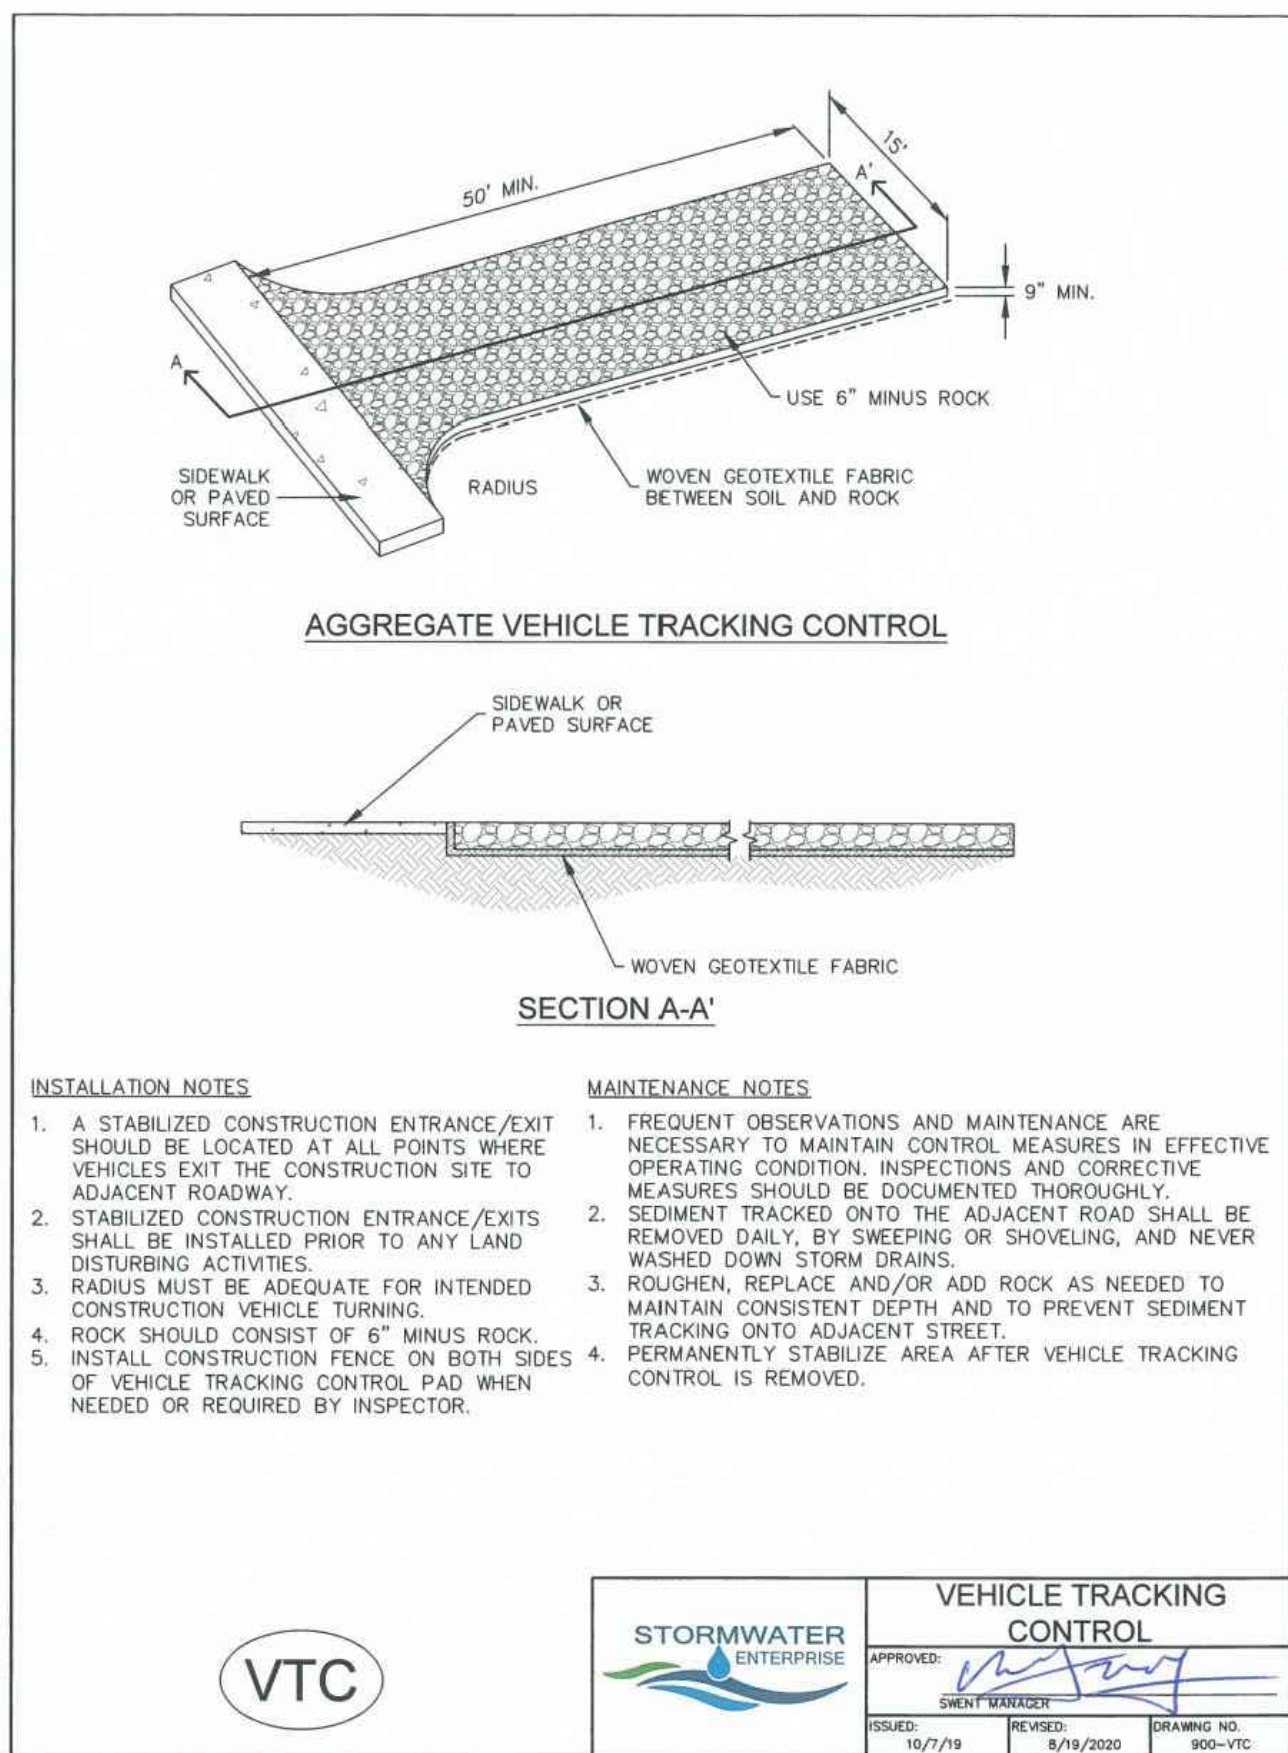 50' MIN.
15'
A'
9" MIN.
A
USE 6" MINUS ROCK
SIDEWALK
OR PAVED
SURFACE
RADIUS
WOVEN GEOTEXTILE FABRIC
BETWEEN SOIL AND ROCK
AGGREGATE VEHICLE TRACKING CONTROL
SIDEWALK OR
PAVED SURFACE
WOVEN GEOTEXTILE FABRIC
SECTION A-A'
INSTALLATION NOTES
1. A STABILIZED CONSTRUCTION ENTRANCE/EXIT
SHOULD BE LOCATED AT ALL POINTS WHERE
VEHICLES EXIT THE CONSTRUCTION SITE TO
ADJACENT ROADWAY.
2. STABILIZED CONSTRUCTION ENTRANCE/EXITS
SHALL BE INSTALLED PRIOR TO ANY LAND
DISTURBING ACTIVITIES.
3. RADIUS MUST BE ADEQUATE FOR INTENDED
CONSTRUCTION VEHICLE TURNING.
4. ROCK SHOULD CONSIST OF 6" MINUS ROCK.
5. INSTALL CONSTRUCTION FENCE ON BOTH SIDES
OF VEHICLE TRACKING CONTROL PAD WHEN
NEEDED OR REQUIRED BY INSPECTOR.
MAINTENANCE NOTES
1. FREQUENT OBSERVATIONS AND MAINTENANCE ARE
NECESSARY TO MAINTAIN CONTROL MEASURES IN EFFECTIVE
OPERATING CONDITION. INSPECTIONS AND CORRECTIVE
MEASURES SHOULD BE DOCUMENTED THOROUGHLY.
2. SEDIMENT TRACKED ONTO THE ADJACENT ROAD SHALL BE
REMOVED DAILY, BY SWEEPING OR SHOVELING, AND NEVER
WASHED DOWN STORM DRAINS.
3. ROUGHEN, REPLACE AND/OR ADD ROCK AS NEEDED TO
MAINTAIN CONSISTENT DEPTH AND TO PREVENT SEDIMENT
TRACKING ONTO ADJACENT STREET.
4. PERMANENTLY STABILIZE AREA AFTER VEHICLE TRACKING
CONTROL IS REMOVED.
VTC
STORMWATER
ENTERPRISE
VEHICLE TRACKING
CONTROL
APPROVED:
SWENT MANAGER
ISSUED:
10/7/19
REVISED:
8/19/2020
DRAWING NO.
900-VTC